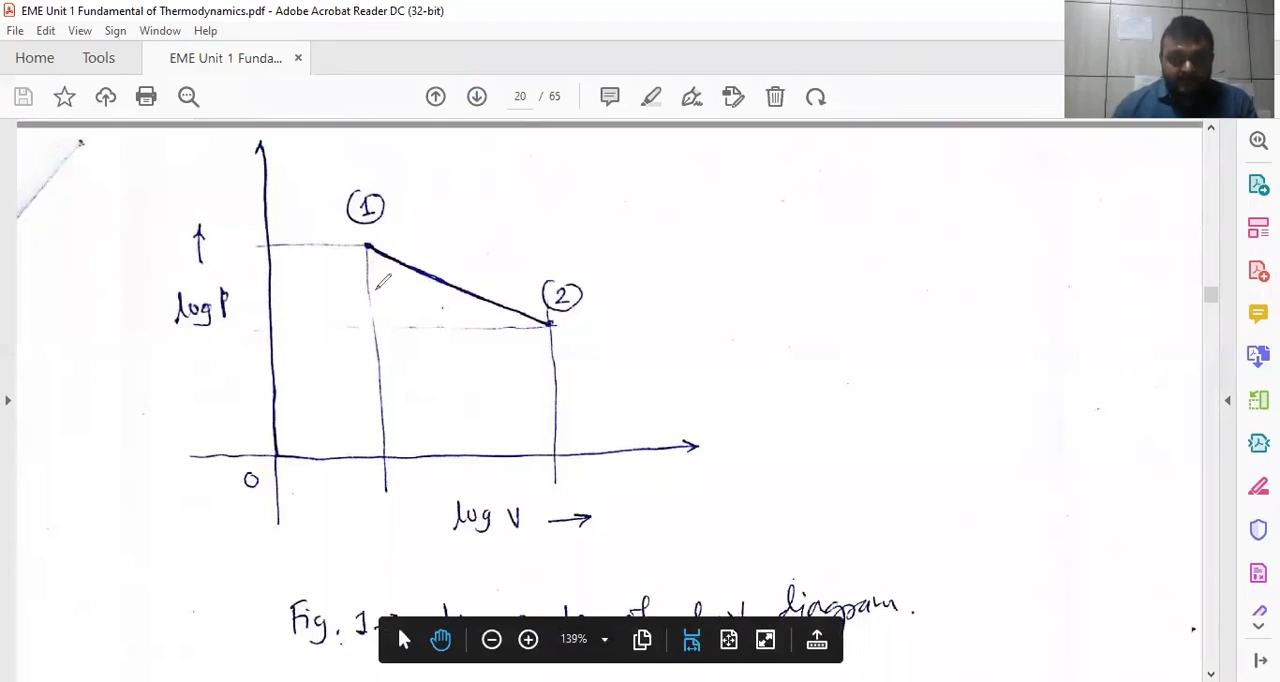 EME Unit 1 Fundamental of Thermodynamics.pdf - Adobe Acrobat Reader DC (32-bit)
File Edit View Sign Window Help
Home Tools EME Unit 1 Funda... ×
20 / 65
1
log P
2
0
log V →
Fig. 1. diagram.
139%